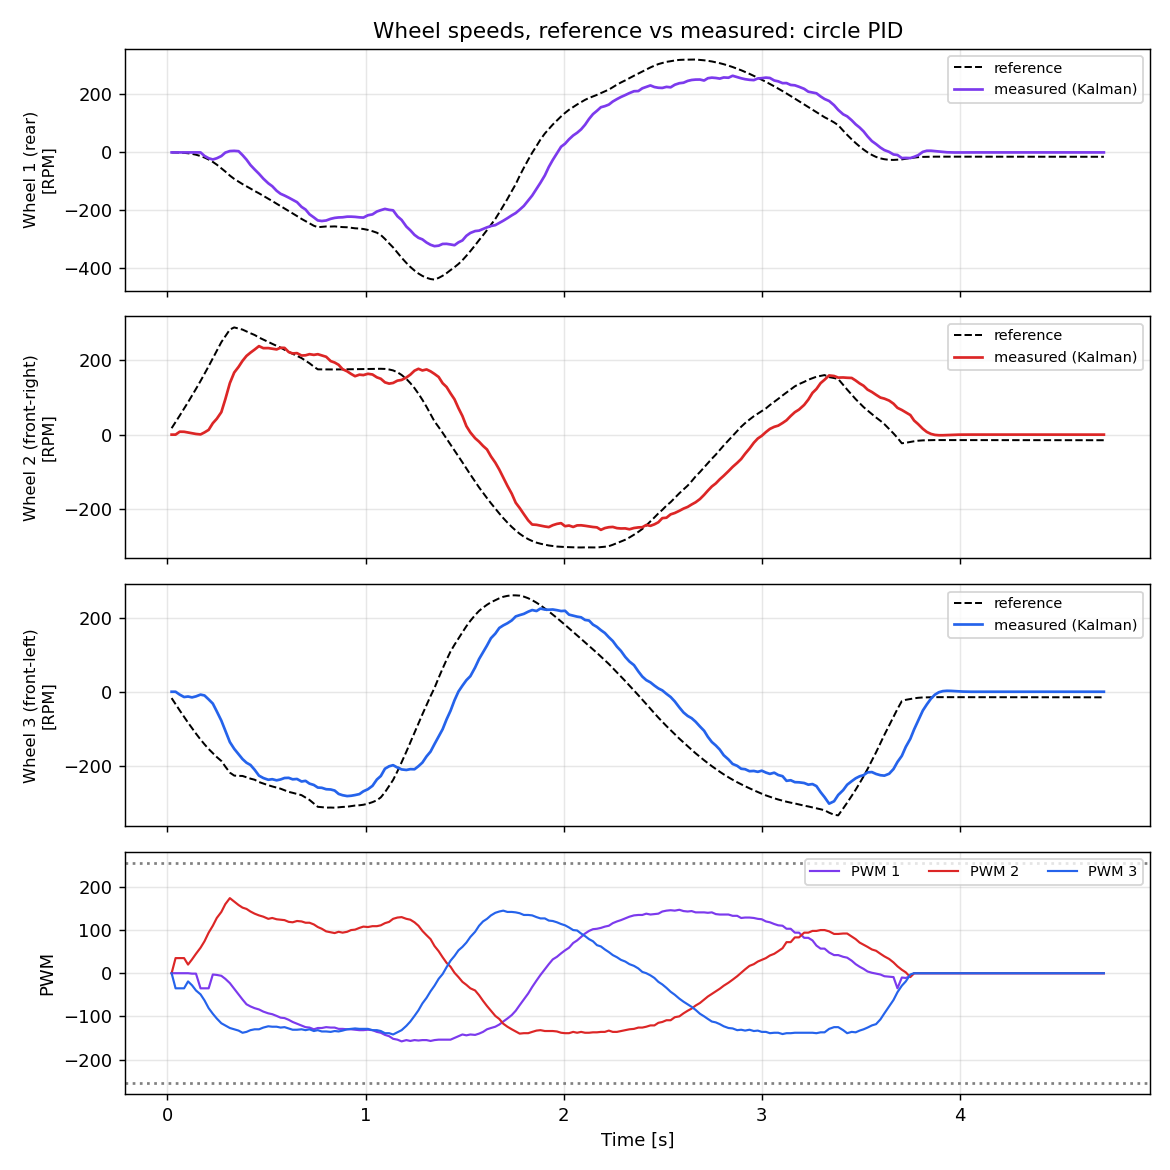 Wheel speeds, reference vs measured: circle PID
Wheel 1 (rear)
[RPM]
200
0
−200
−400
reference
measured (Kalman)
Wheel 2 (front-right)
[RPM]
200
0
−200
reference
measured (Kalman)
Wheel 3 (front-left)
[RPM]
200
0
−200
reference
measured (Kalman)
PWM
200
100
0
−100
−200
PWM 1 PWM 2 PWM 3
0 1 2 3 4
Time [s]